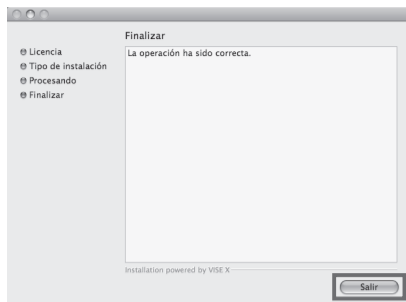 Finalizar
Licencia
Tipo de instalación
Procesando
Finalizar
La operación ha sido correcta.
Installation powered by VISE X
Salir